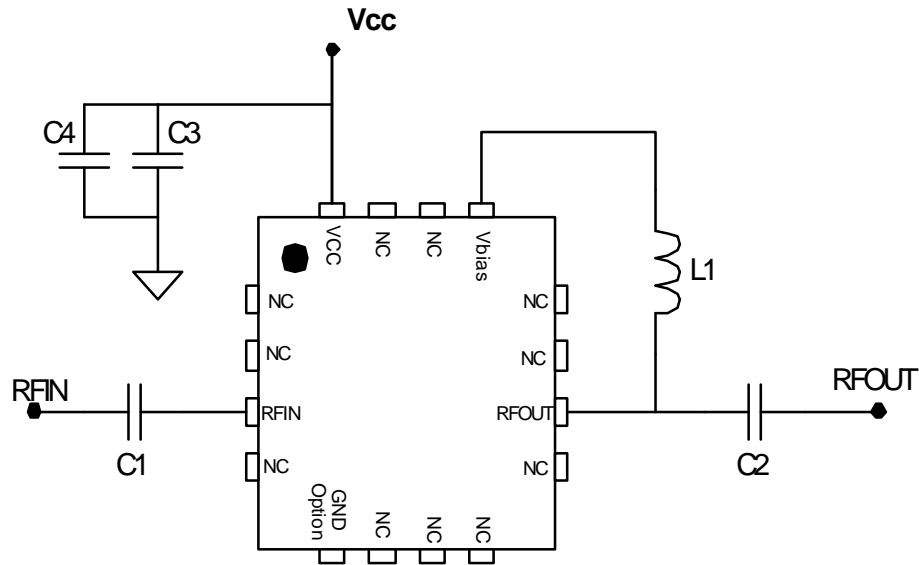 Vcc
C4
C3
VCC
NC
NC
Vbias
L1
NC
NC
NC
NC
RFIN
RFIN
RFOUT
RFOUT
C1
NC
NC
C2
GND
Option
NC
NC
NC